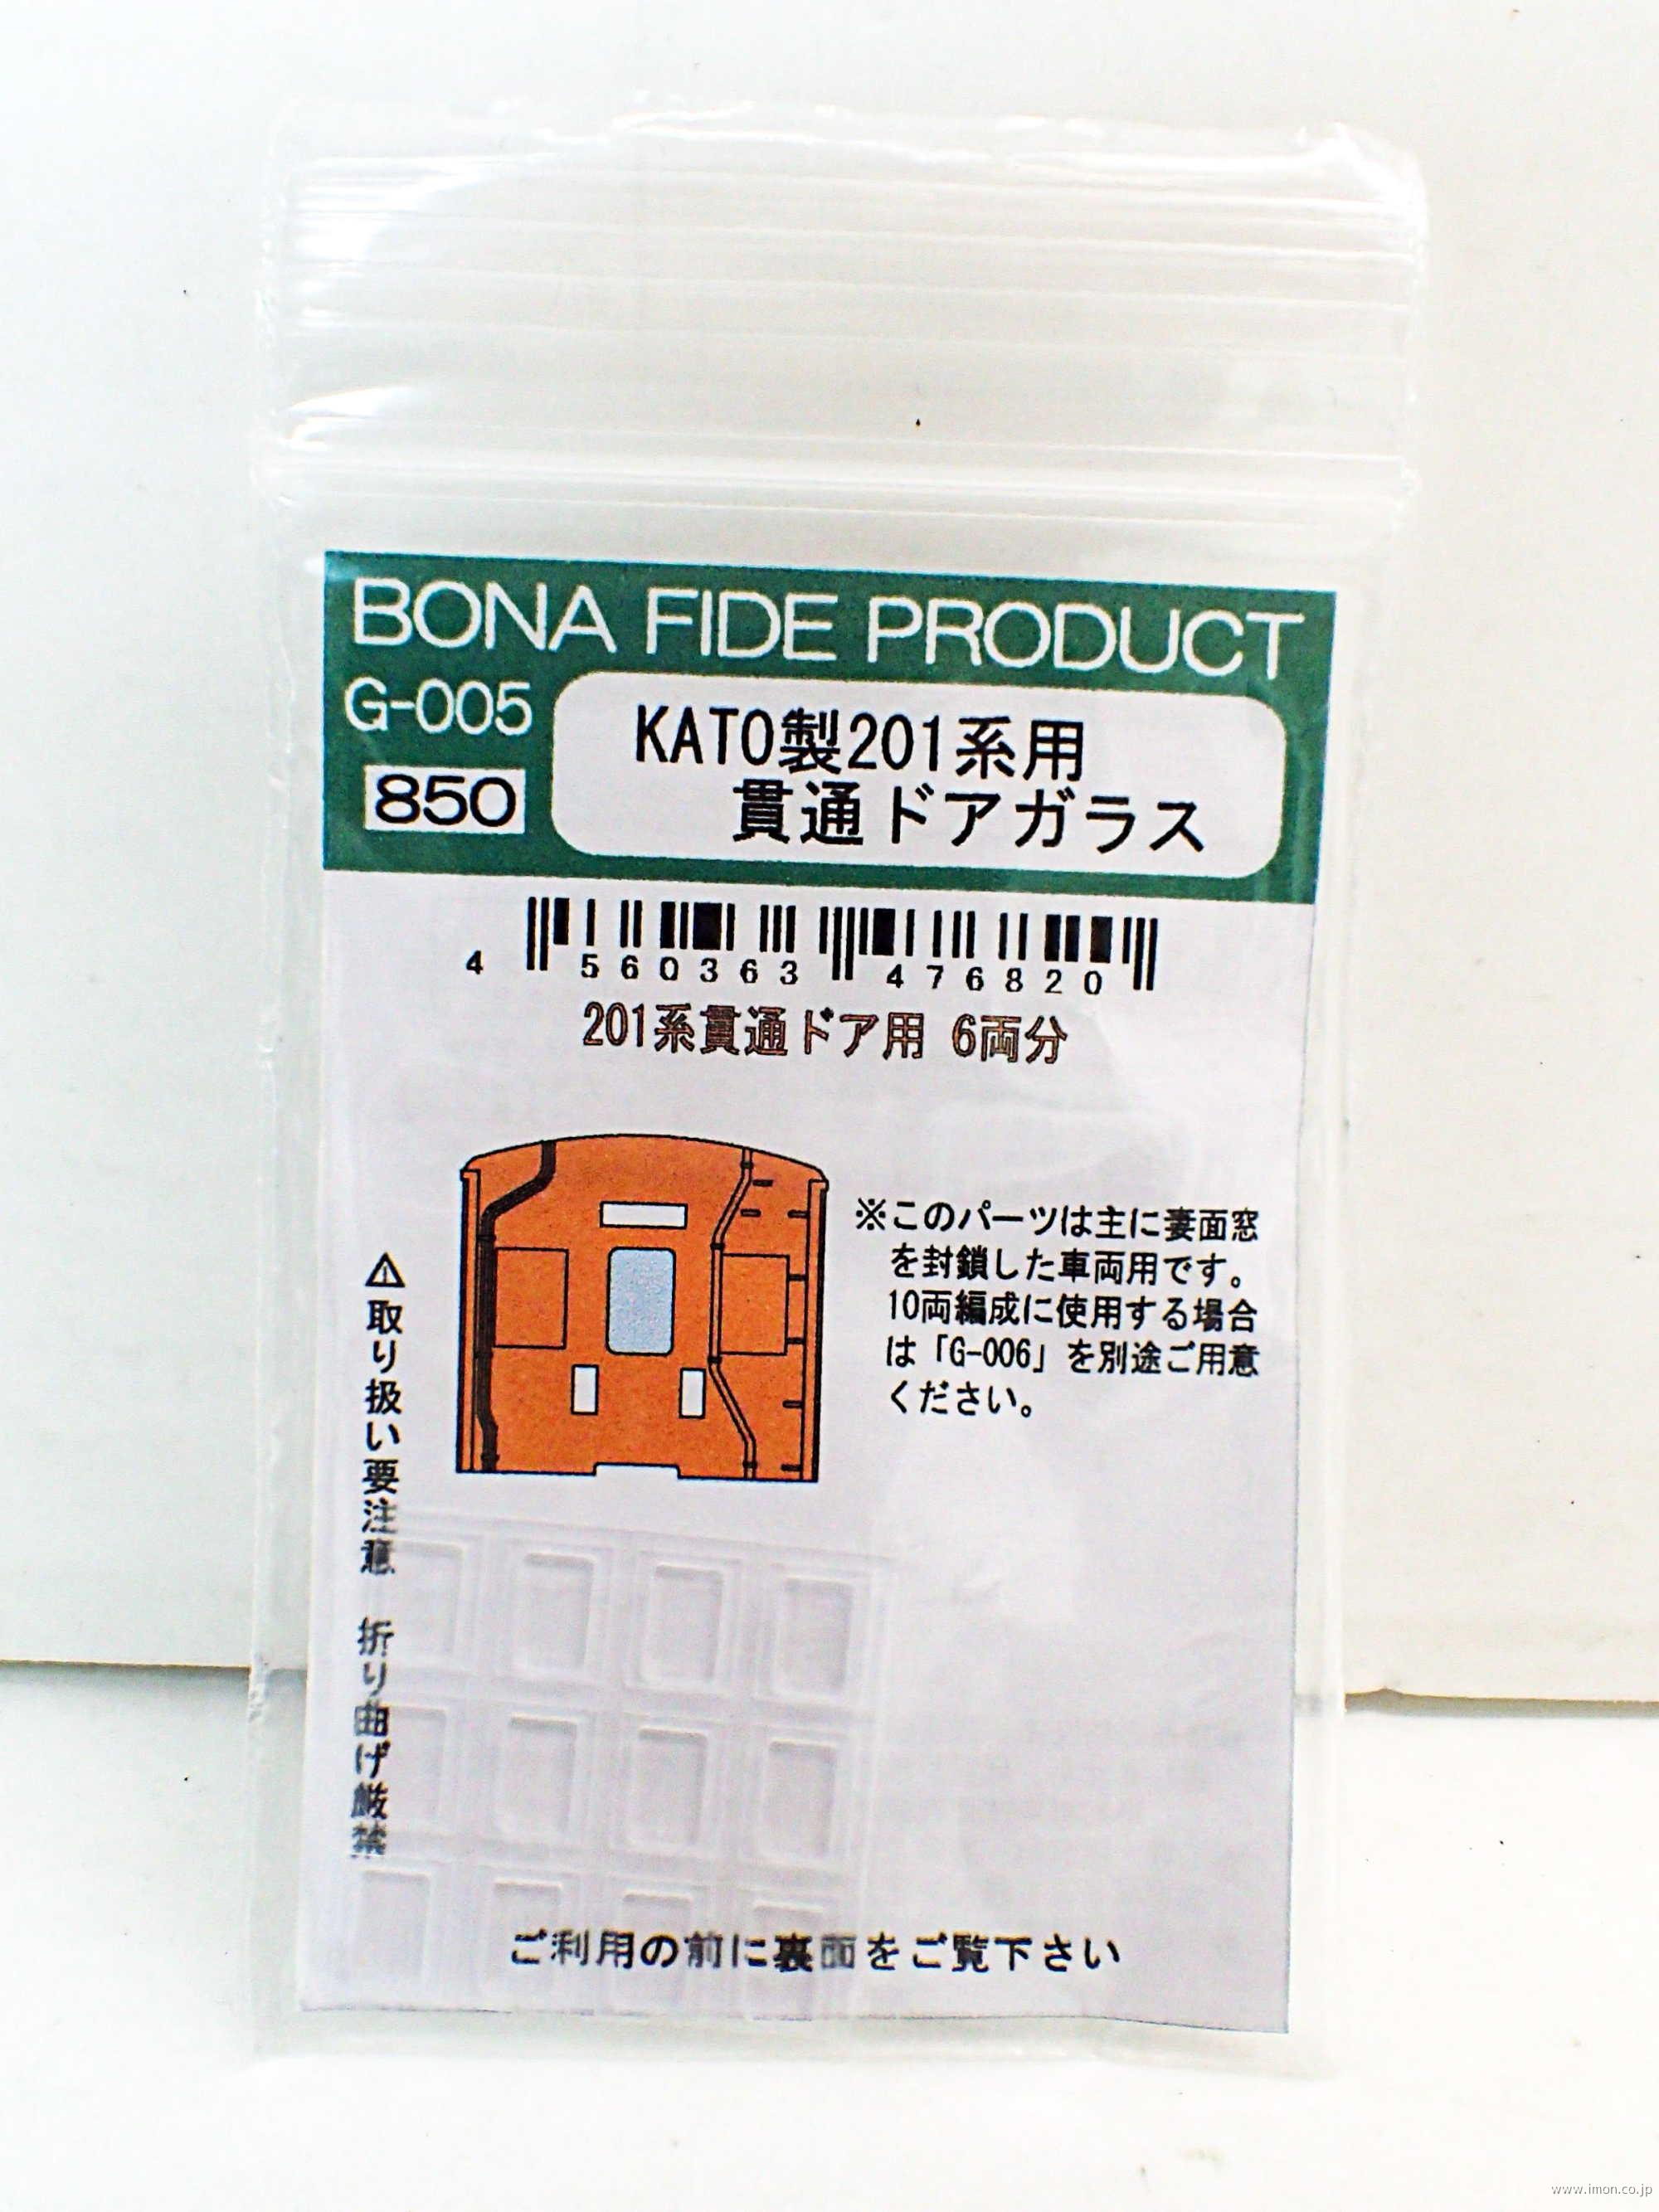 BONA FIDE PRODUCT
G-005
850
KATO製201系用
貫通ドアガラス
4 560363 476820
201系貫通ドア用 6両分
※このパーツは主に妻面窓
を封鎖した車両用です。
10両編成に使用する場合
は「G-006」を別途ご用意
ください。
⚠取り扱い要注意 折り曲げ厳禁
ご利用の前に裏面をご覧下さい
www.imon.co.jp